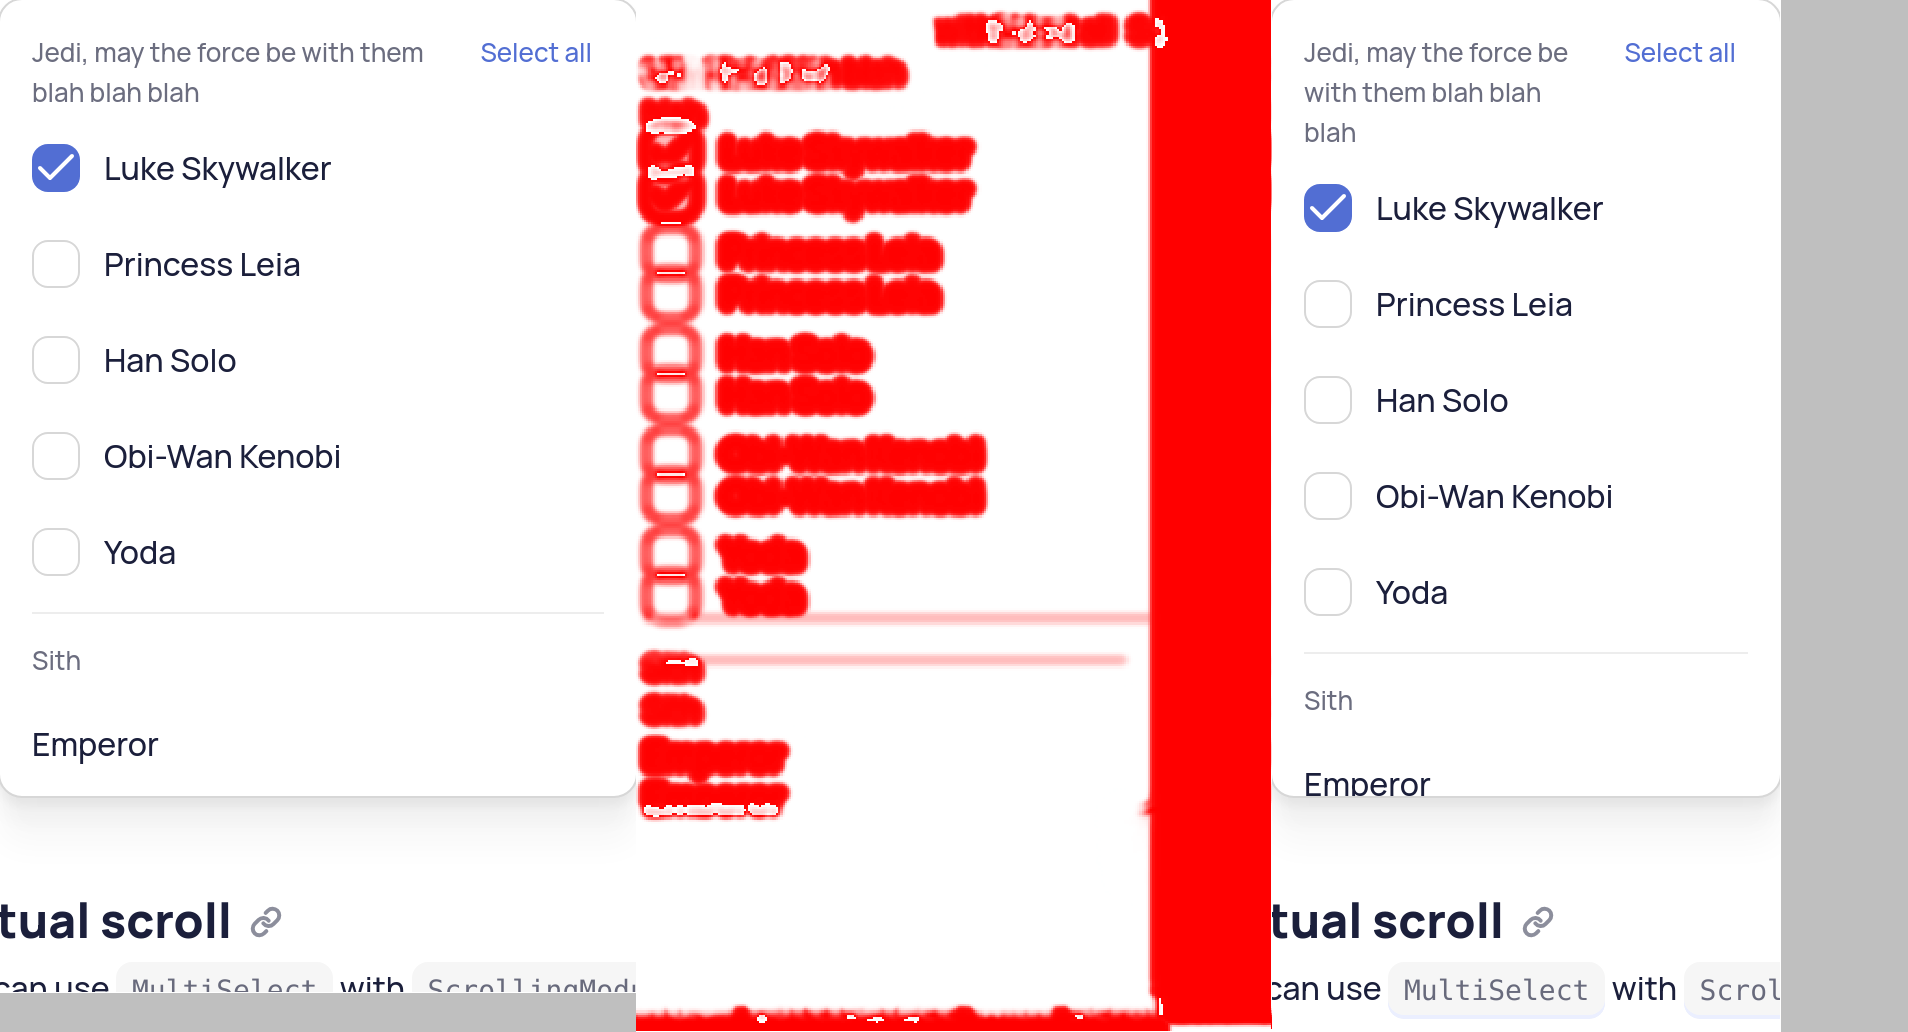 Jedi, may the force be with them
blah blah blah
Select all
Luke Skywalker
Princess Leia
Han Solo
Obi-Wan Kenobi
Yoda
Sith
Emperor
tual scroll
can use MultiSelect with ScrollingMod
Jedi, may the force be
with them blah blah
blah
Select all
Luke Skywalker
Princess Leia
Han Solo
Obi-Wan Kenobi
Yoda
Sith
Emperor
tual scroll
can use MultiSelect with Scrol